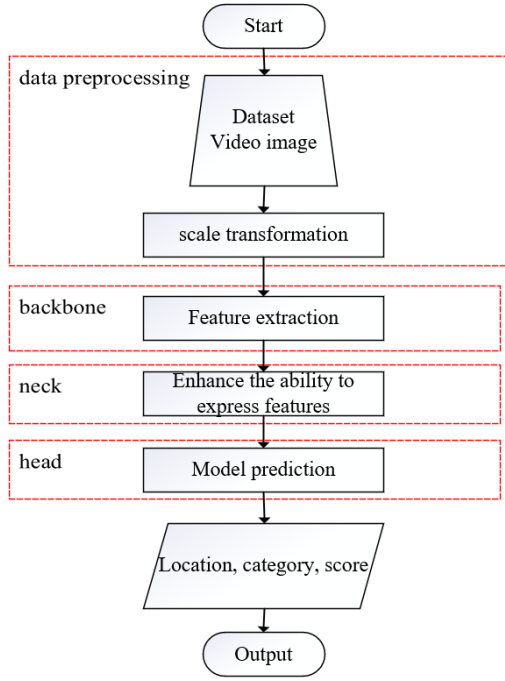 Start
data preprocessing
Dataset
Video image
scale transformation
backbone
Feature extraction
neck
Enhance the ability to
express features
head
Model prediction
Location, category, score
Output